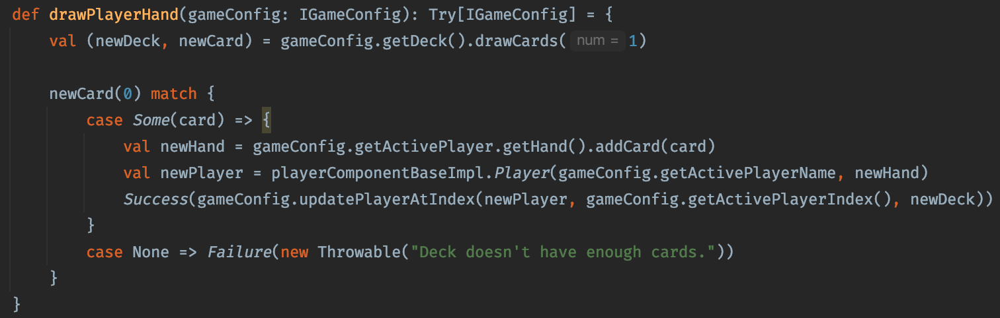 def drawPlayerHand(gameConfig: IGameConfig): Try[IGameConfig] = {
    val (newDeck, newCard) = gameConfig.getDeck().drawCards( num = 1)

    newCard(0) match {
        case Some(card) => {
            val newHand = gameConfig.getActivePlayer.getHand().addCard(card)
            val newPlayer = playerComponentBaseImpl.Player(gameConfig.getActivePlayerName, newHand)
            Success(gameConfig.updatePlayerAtIndex(newPlayer, gameConfig.getActivePlayerIndex(), newDeck))
        }
        case None => Failure(new Throwable("Deck doesn't have enough cards."))
    }
}